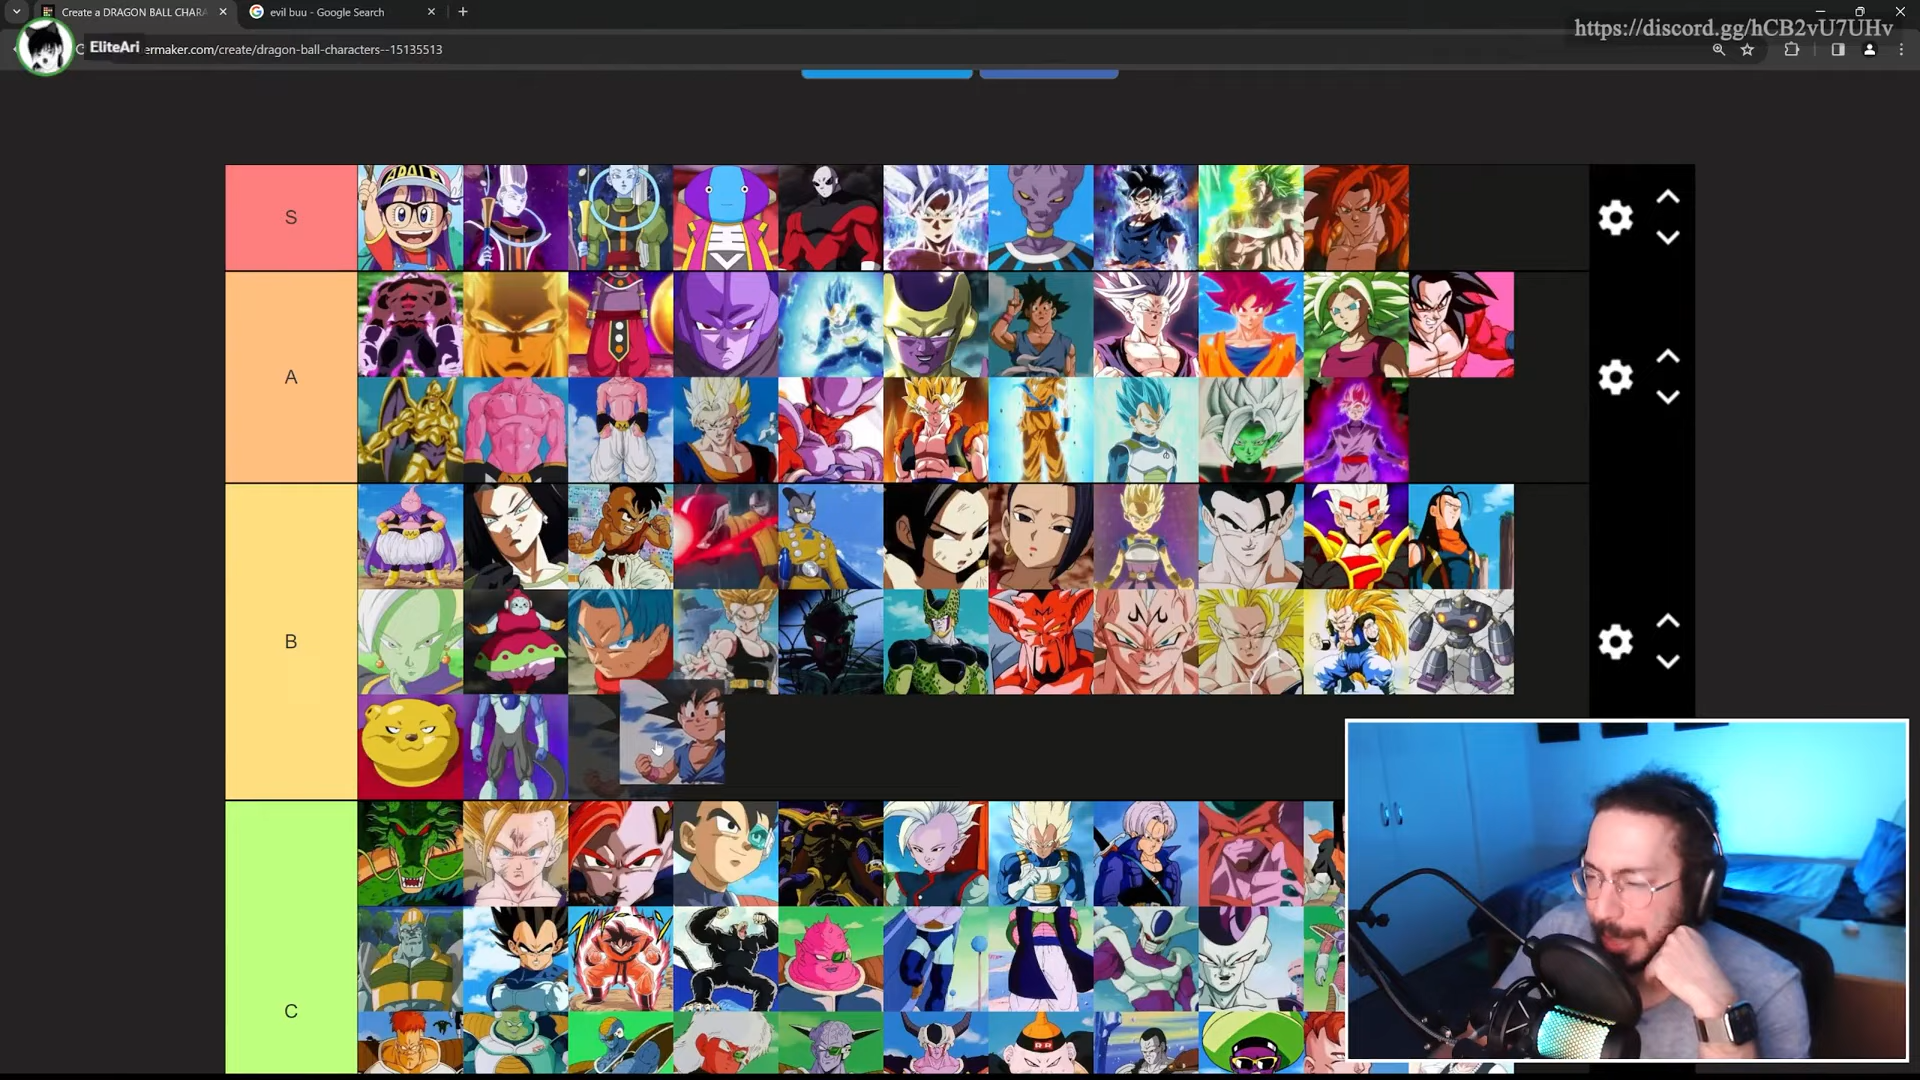 Create a DRAGON BALL CHARA
evil buu - Google Search
https://discord.gg/hCB2vU7UHv
EliteAri
ermaker.com/create/dragon-ball-characters--15135513
S
A
B
C